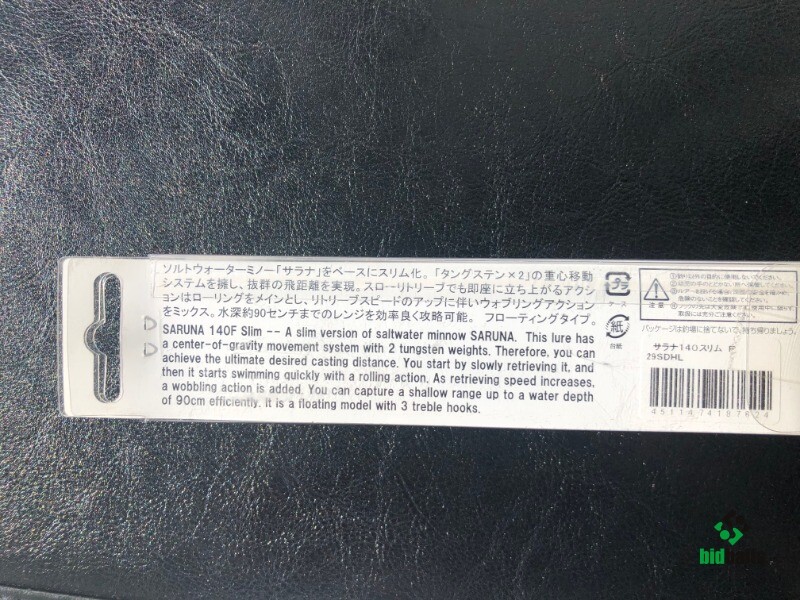 ソルトウォーターミノー「サラナ」をベースにスリム化。「タングステン×2」の重心移動
システムを擁し、抜群の飛距離を実現。スローリトリーブでも即座に立ち上がるアクシ
ョンはローリングをメインとし、リトリーブスピードのアップに伴いウォブリングアクション
をミックス。水深約90センチまでのレンジを効率良く攻略可能。 フローティングタイプ。
SARUNA 140F Slim -- A slim version of saltwater minnow SARUNA. This lure has
a center-of-gravity movement system with 2 tungsten weights. Therefore, you can
achieve the ultimate desired casting distance. You start by slowly retrieving it, and
then it starts swimming quickly with a rolling action. As retrieving speed increases,
a wobbling action is added. You can capture a shallow range up to a water depth
of 90cm efficiently. It is a floating model with 3 treble hooks.
プラ
ケース
紙
台紙
注意
パッケージは釣場に捨てないで、持ち帰りましょう。
サラナ140スリム F
29SDHL
4511474187624
bid